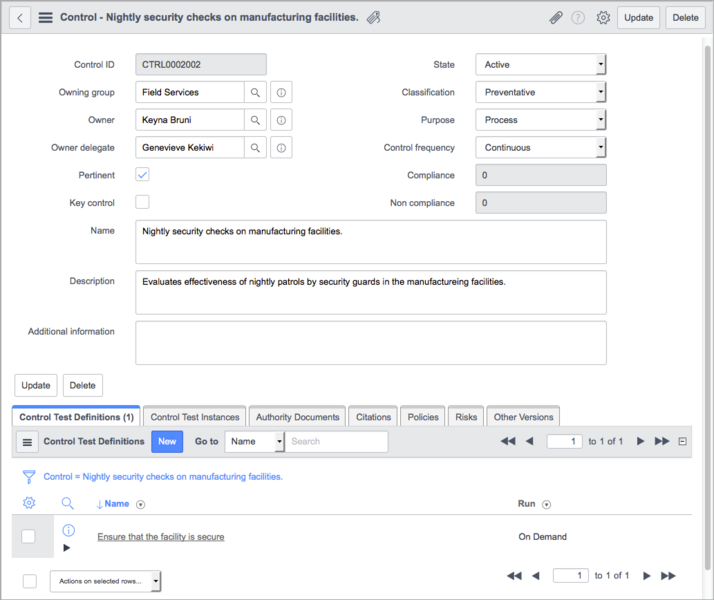 Control - Nightly security checks on manufacturing facilities.
Update
Delete
Control ID CTRL0002002
State Active
Owning group Field Services
Classification Preventative
Owner Keyna Bruni
Purpose Process
Owner delegate Genevieve Kekiwi
Control frequency Continuous
Pertinent
Compliance 0
Key control
Non compliance 0
Name Nightly security checks on manufacturing facilities.
Description Evaluates effectiveness of nightly patrols by security guards in the manufactureing facilities.
Additional information
Update Delete
Control Test Definitions (1) Control Test Instances Authority Documents Citations Policies Risks Other Versions
Control Test Definitions New Go to Name Search 1 to 1 of 1
Control = Nightly security checks on manufacturing facilities.
Name Run
Ensure that the facility is secure On Demand
Actions on selected rows... 1 to 1 of 1